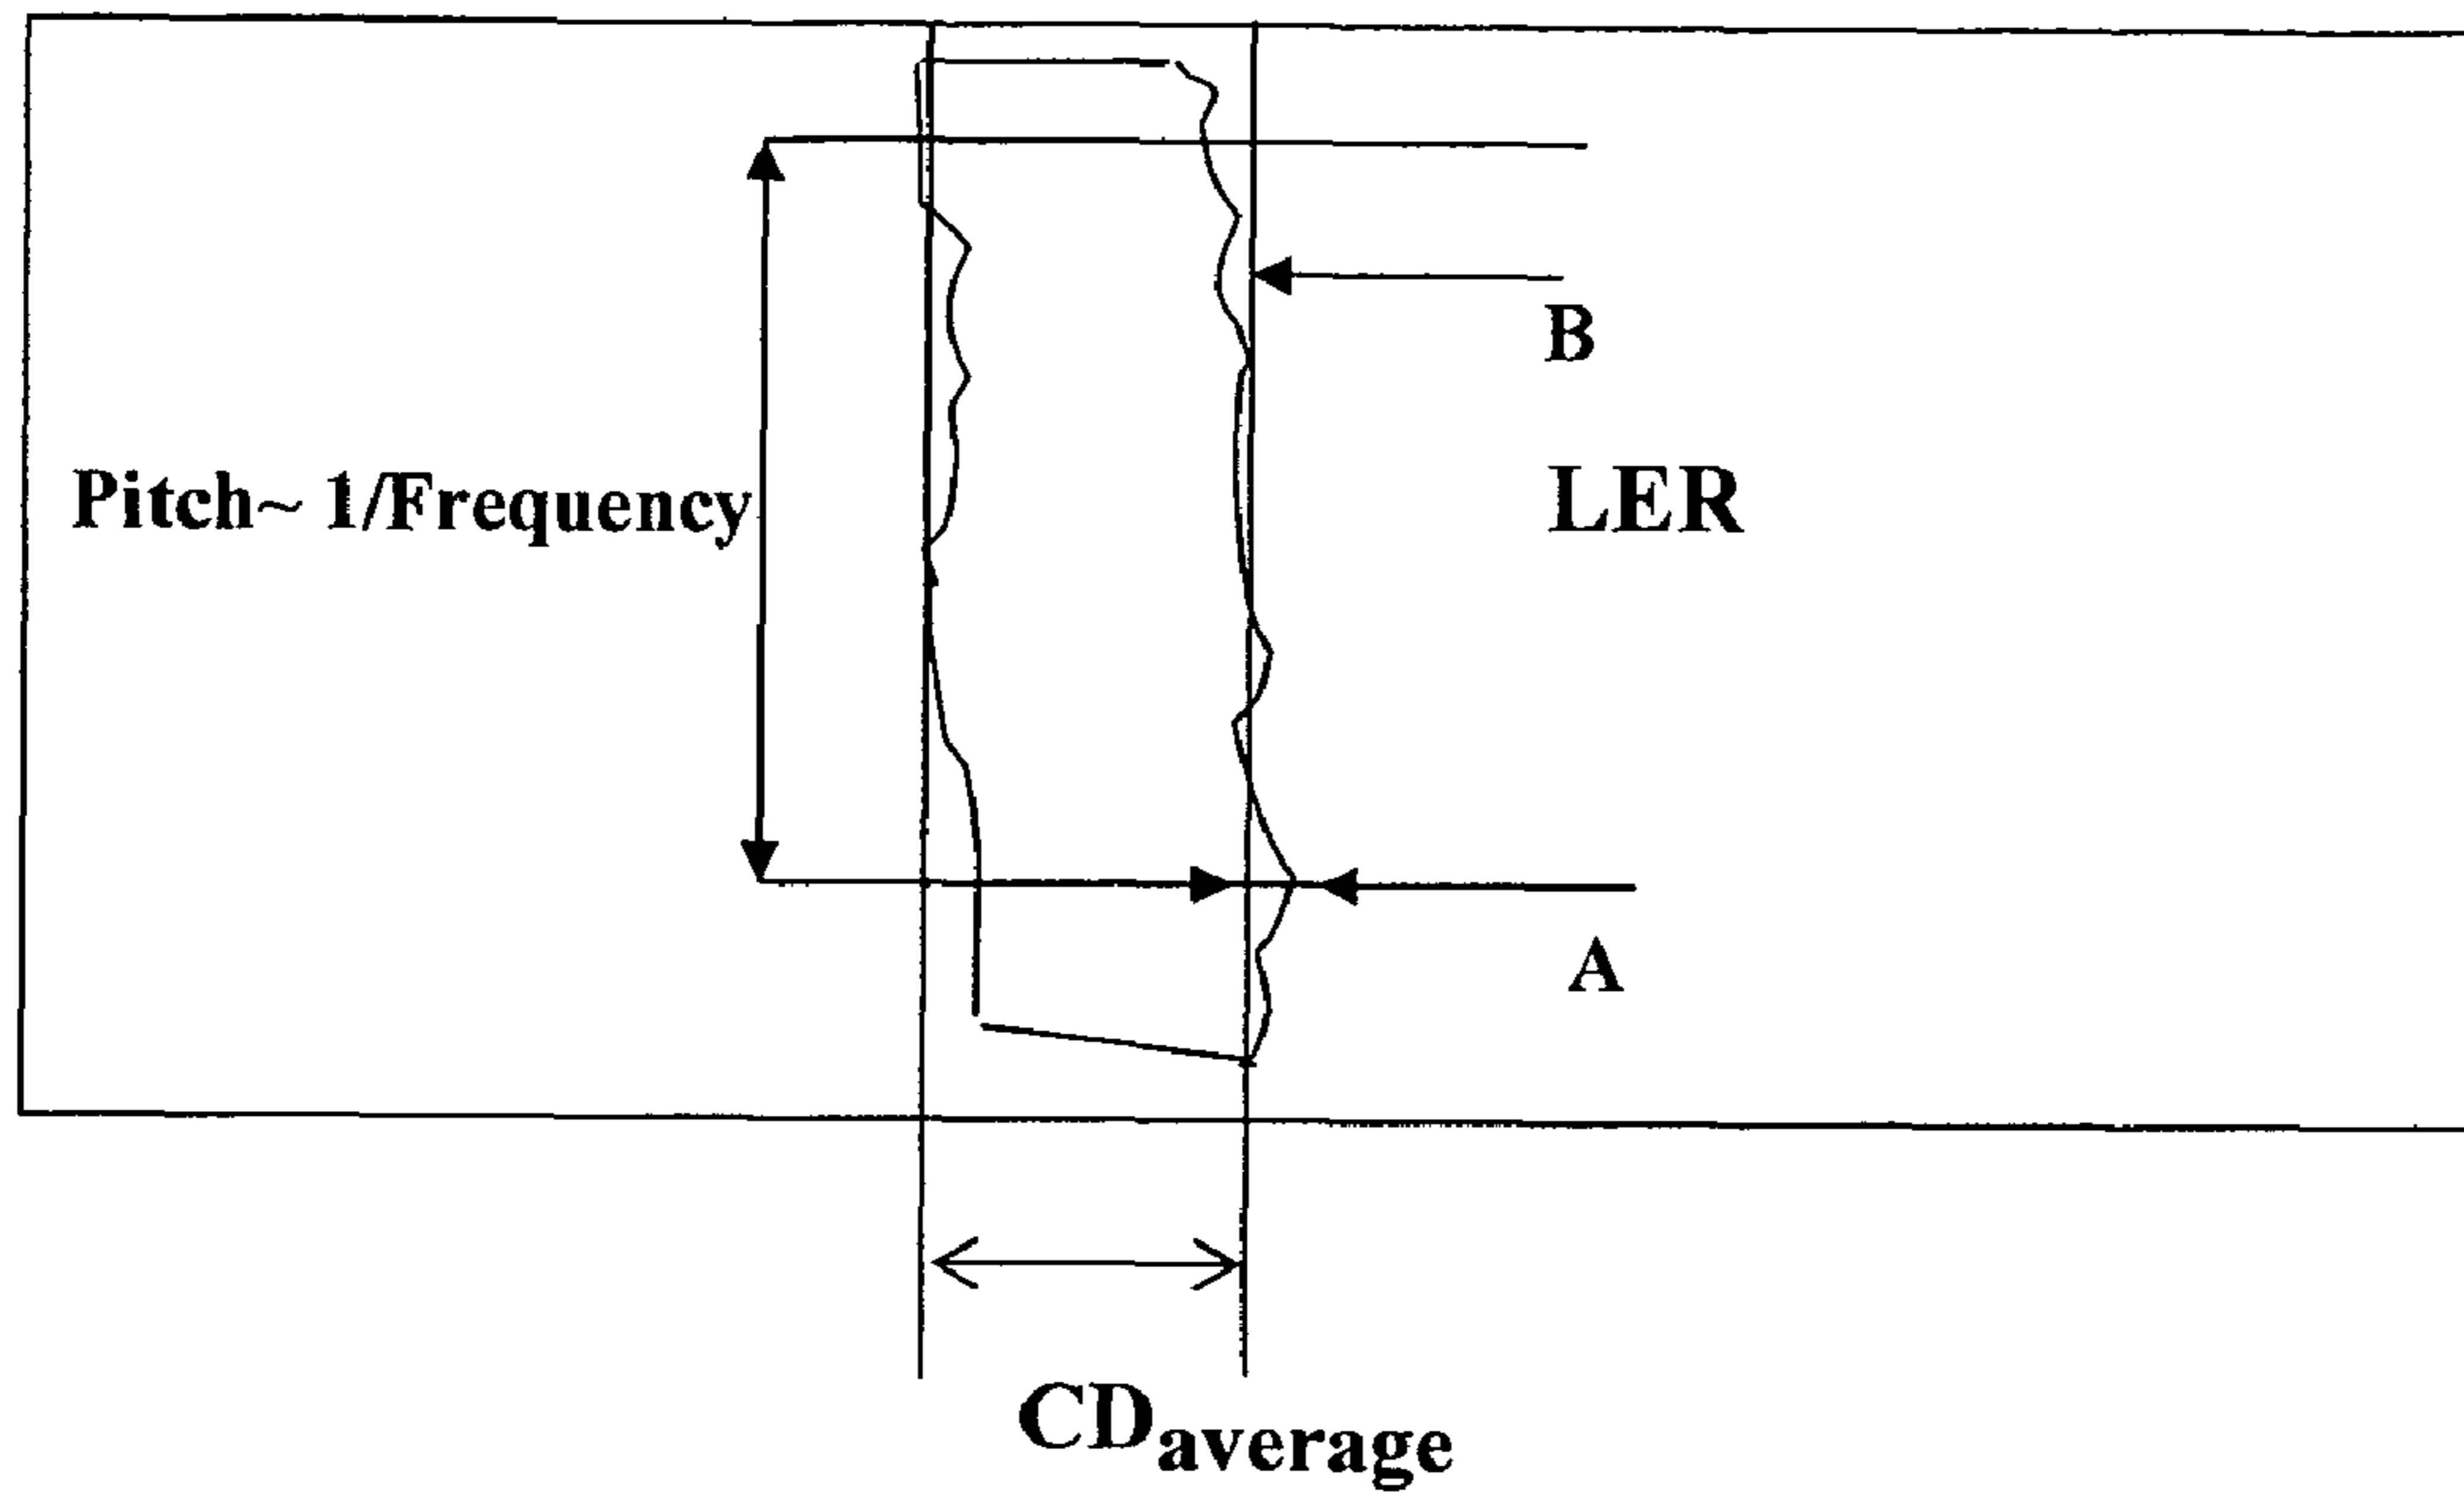 B
Pitch~ 1/Frequency
LER
A
CDaverage